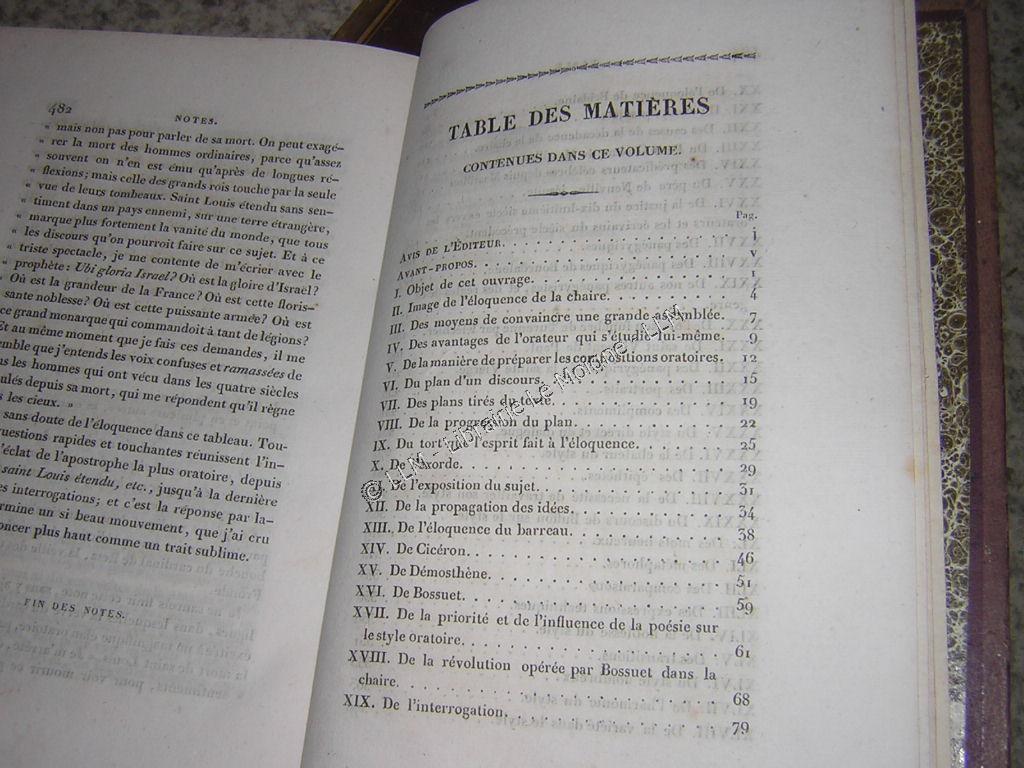 482
NOTES.
" mais non pas pour parler de sa mort. On peut exagé-
" rer la mort des hommes ordinaires, parce qu'assez
" souvent on n'en est ému qu'après de longues ré-
" flexions; mais celle des grands rois touche par la seule
" vue de leurs tombeaux. Saint Louis étendu sans sen-
" timent dans un pays ennemi, sur une terre étrangère,
" marque plus fortement la vanité du monde, que tous
" les discours qu'on pourroit faire sur ce sujet. Et à ce
" triste spectacle, je me contente de m'écrier avec le
" prophète: Ubi gloria Israel? Où est la gloire d'Israël?
Où est la grandeur de la France? Où est cette floris-
sante noblesse? Où est cette puissante armée? Où est
ce grand monarque qui commandoit à tant de légions?
Et au même moment que je fais ces demandes, il me
emble que j'entends les voix confuses et ramassées de
s les hommes qui ont vécu dans les quatre siècles
ulés depuis sa mort, qui me répondent qu'il règne
s les cieux. "
sans doute de l'éloquence dans ce tableau. Tou-
uestions rapides et touchantes réunissent l'in-
'éclat de l'apostrophe la plus oratoire, depuis
saint Louis étendu, etc., jusqu'à la dernière
es interrogations; et c'est la réponse par la-
rmine un si beau mouvement, que j'ai cru
oncer plus haut comme un trait sublime.
FIN DES NOTES.
TABLE DES MATIÈRES
CONTENUES DANS CE VOLUME.
Pag.
AVIS DE L'ÉDITEUR. j
AVANT-PROPOS. v
I. Objet de cet ouvrage. 1
II. Image de l'éloquence de la chaire. 4
III. Des moyens de convaincre une grande assemblée. 7
IV. Des avantages de l'orateur qui s'étudie lui-même. 9
V. De la manière de préparer les compositions oratoires. 12
VI. Du plan d'un discours. 15
VII. Des plans tirés du texte. 19
VIII. De la progression du plan. 22
IX. Du tort que l'esprit fait à l'éloquence. 25
X. De l'exorde. 29
XI. De l'exposition du sujet. 31
XII. De la propagation des idées. 34
XIII. De l'éloquence du barreau. 38
XIV. De Cicéron. 46
XV. De Démosthène. 51
XVI. De Bossuet. 59
XVII. De la priorité et de l'influence de la poésie sur
le style oratoire. 61
XVIII. De la révolution opérée par Bossuet dans la
chaire. 68
XIX. De l'interrogation. 79
© LLM - Librairie Le Moigne / LLM